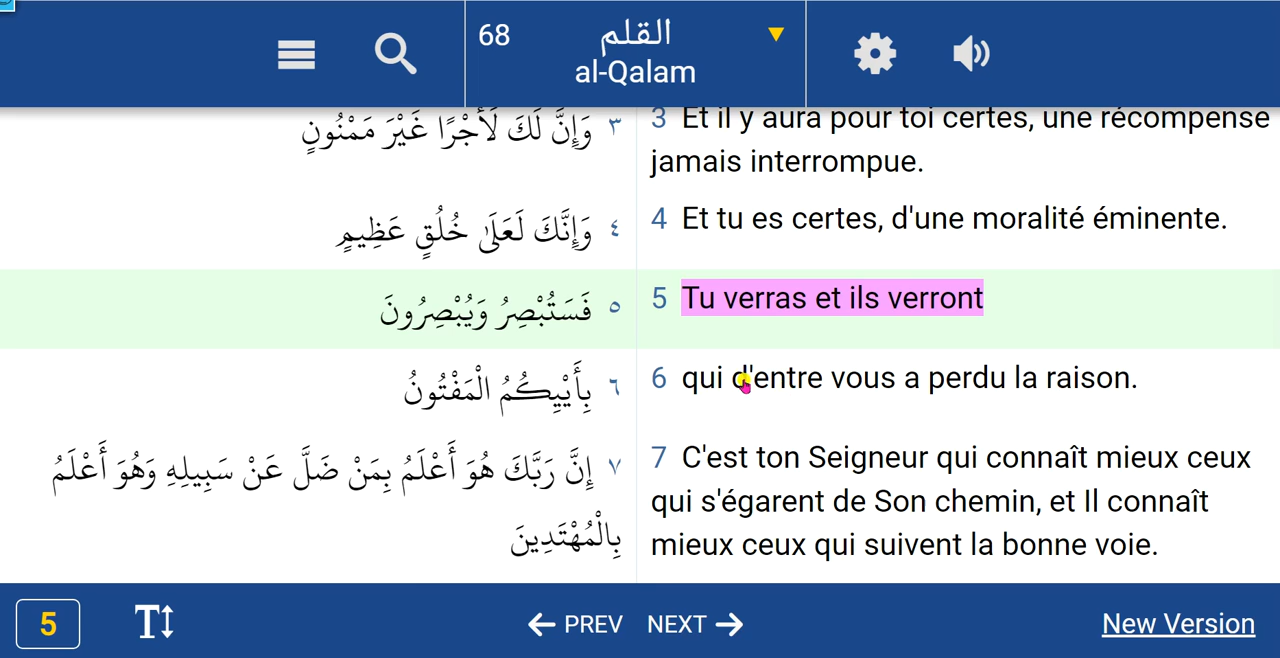 68
القلم
al-Qalam
٣ وَإِنَّ لَكَ لَأَجْرًا غَيْرَ مَمْنُونٍ
3 Et il y aura pour toi certes, une récompense
jamais interrompue.
٤ وَإِنَّكَ لَعَلَىٰ خُلُقٍ عَظِيمٍ
4 Et tu es certes, d'une moralité éminente.
٥ فَسَتُبْصِرُ وَيُبْصِرُونَ
5 Tu verras et ils verront
٦ بِأَيْيِكُمُ الْمَفْتُونُ
6 qui d'entre vous a perdu la raison.
٧ إِنَّ رَبَّكَ هُوَ أَعْلَمُ بِمَنْ ضَلَّ عَنْ سَبِيلِهِ وَهُوَ أَعْلَمُ
بِالْمُهْتَدِينَ
7 C'est ton Seigneur qui connaît mieux ceux
qui s'égarent de Son chemin, et Il connaît
mieux ceux qui suivent la bonne voie.
5
T
PREV
NEXT
New Version